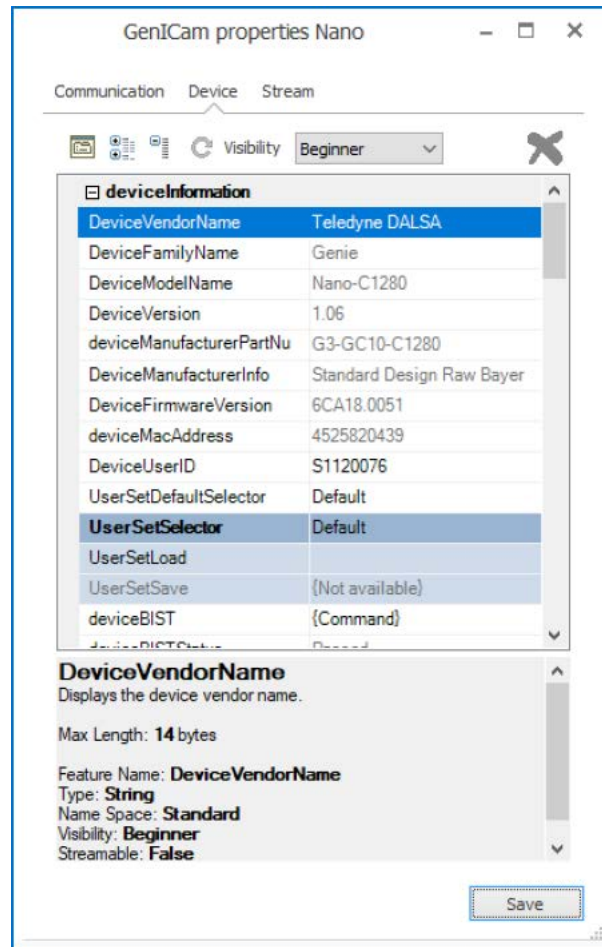 GenICam properties Nano
Communication Device Stream
Visibility Beginner
deviceInformation
DeviceVendorName Teledyne DALSA
DeviceFamilyName Genie
DeviceModelName Nano-C1280
DeviceVersion 1.06
deviceManufacturerPartNu G3-GC10-C1280
DeviceManufacturerInfo Standard Design Raw Bayer
DeviceFirmwareVersion 6CA18.0051
deviceMacAddress 4525820439
DeviceUserID S1120076
UserSetDefaultSelector Default
UserSetSelector Default
UserSetLoad
UserSetSave {Not available}
deviceBIST {Command}
deviceBISTStatus Passed
DeviceVendorName
Displays the device vendor name.
Max Length: 14 bytes
Feature Name: DeviceVendorName
Type: String
Name Space: Standard
Visibility: Beginner
Streamable: False
Save